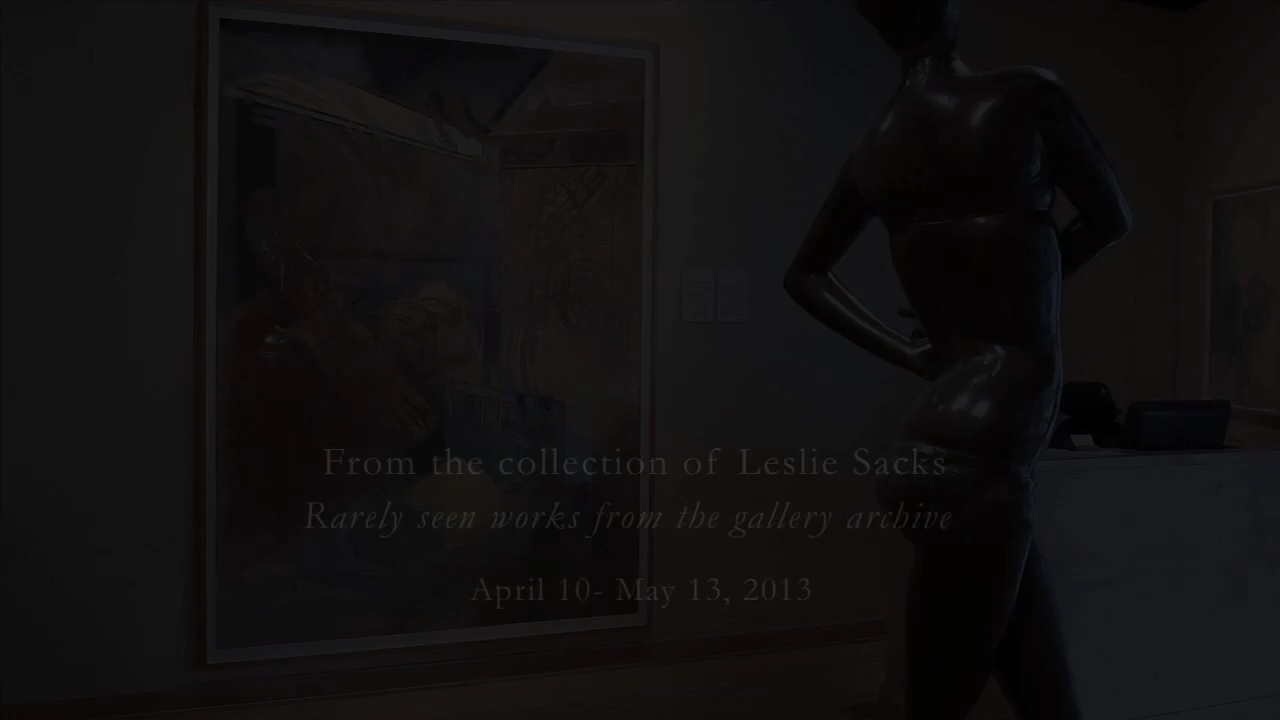 From the collection of Leslie Sacks
Rarely seen works from the gallery archive
April 10- May 13, 2013